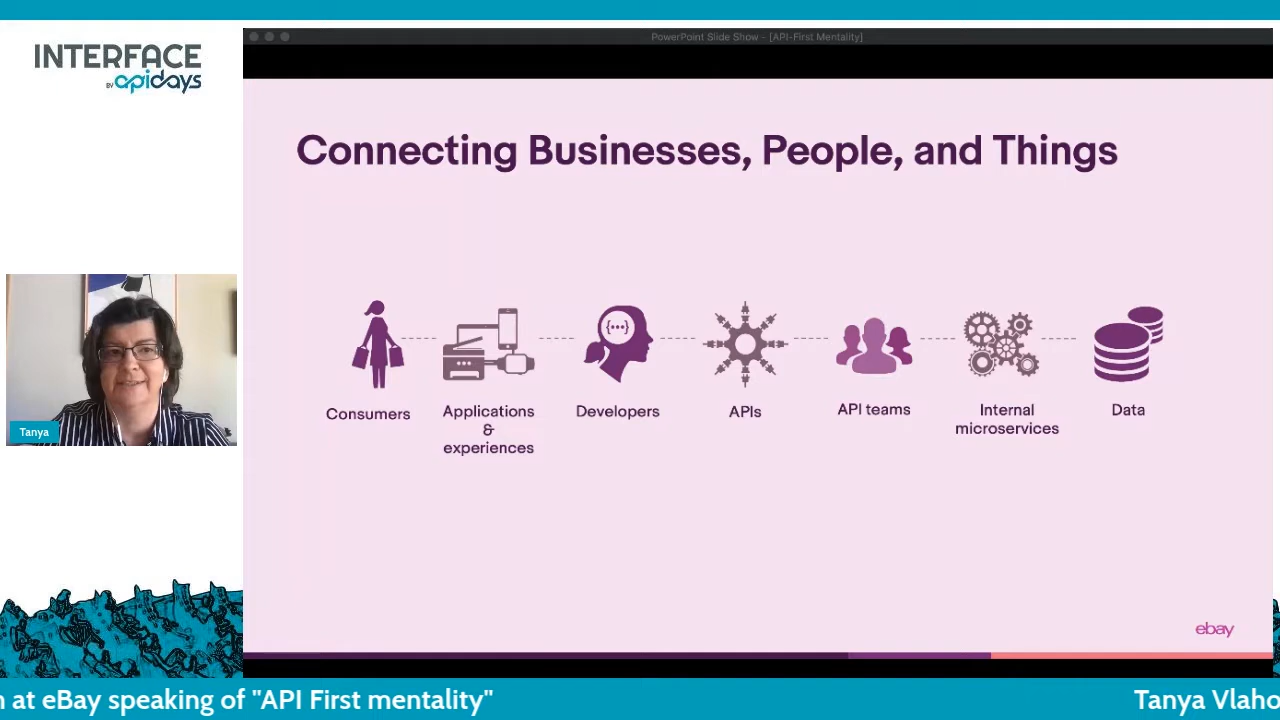 INTERFACE
BY apidays
PowerPoint Slide Show - [API-First Mentality]
Connecting Businesses, People, and Things
{...}
Consumers
Applications
&
experiences
Developers
APIs
API teams
Internal
microservices
Data
Tanya
ebay
n at eBay speaking of "API First mentality"
Tanya Vlaho